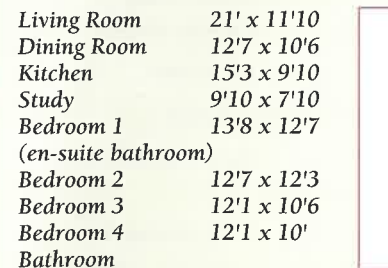 Living Room 21' x 11'10
Dining Room 12'7 x 10'6
Kitchen 15'3 x 9'10
Study 9'10 x 7'10
Bedroom 1 13'8 x 12'7
(en-suite bathroom)
Bedroom 2 12'7 x 12'3
Bedroom 3 12'1 x 10'6
Bedroom 4 12'1 x 10'
Bathroom